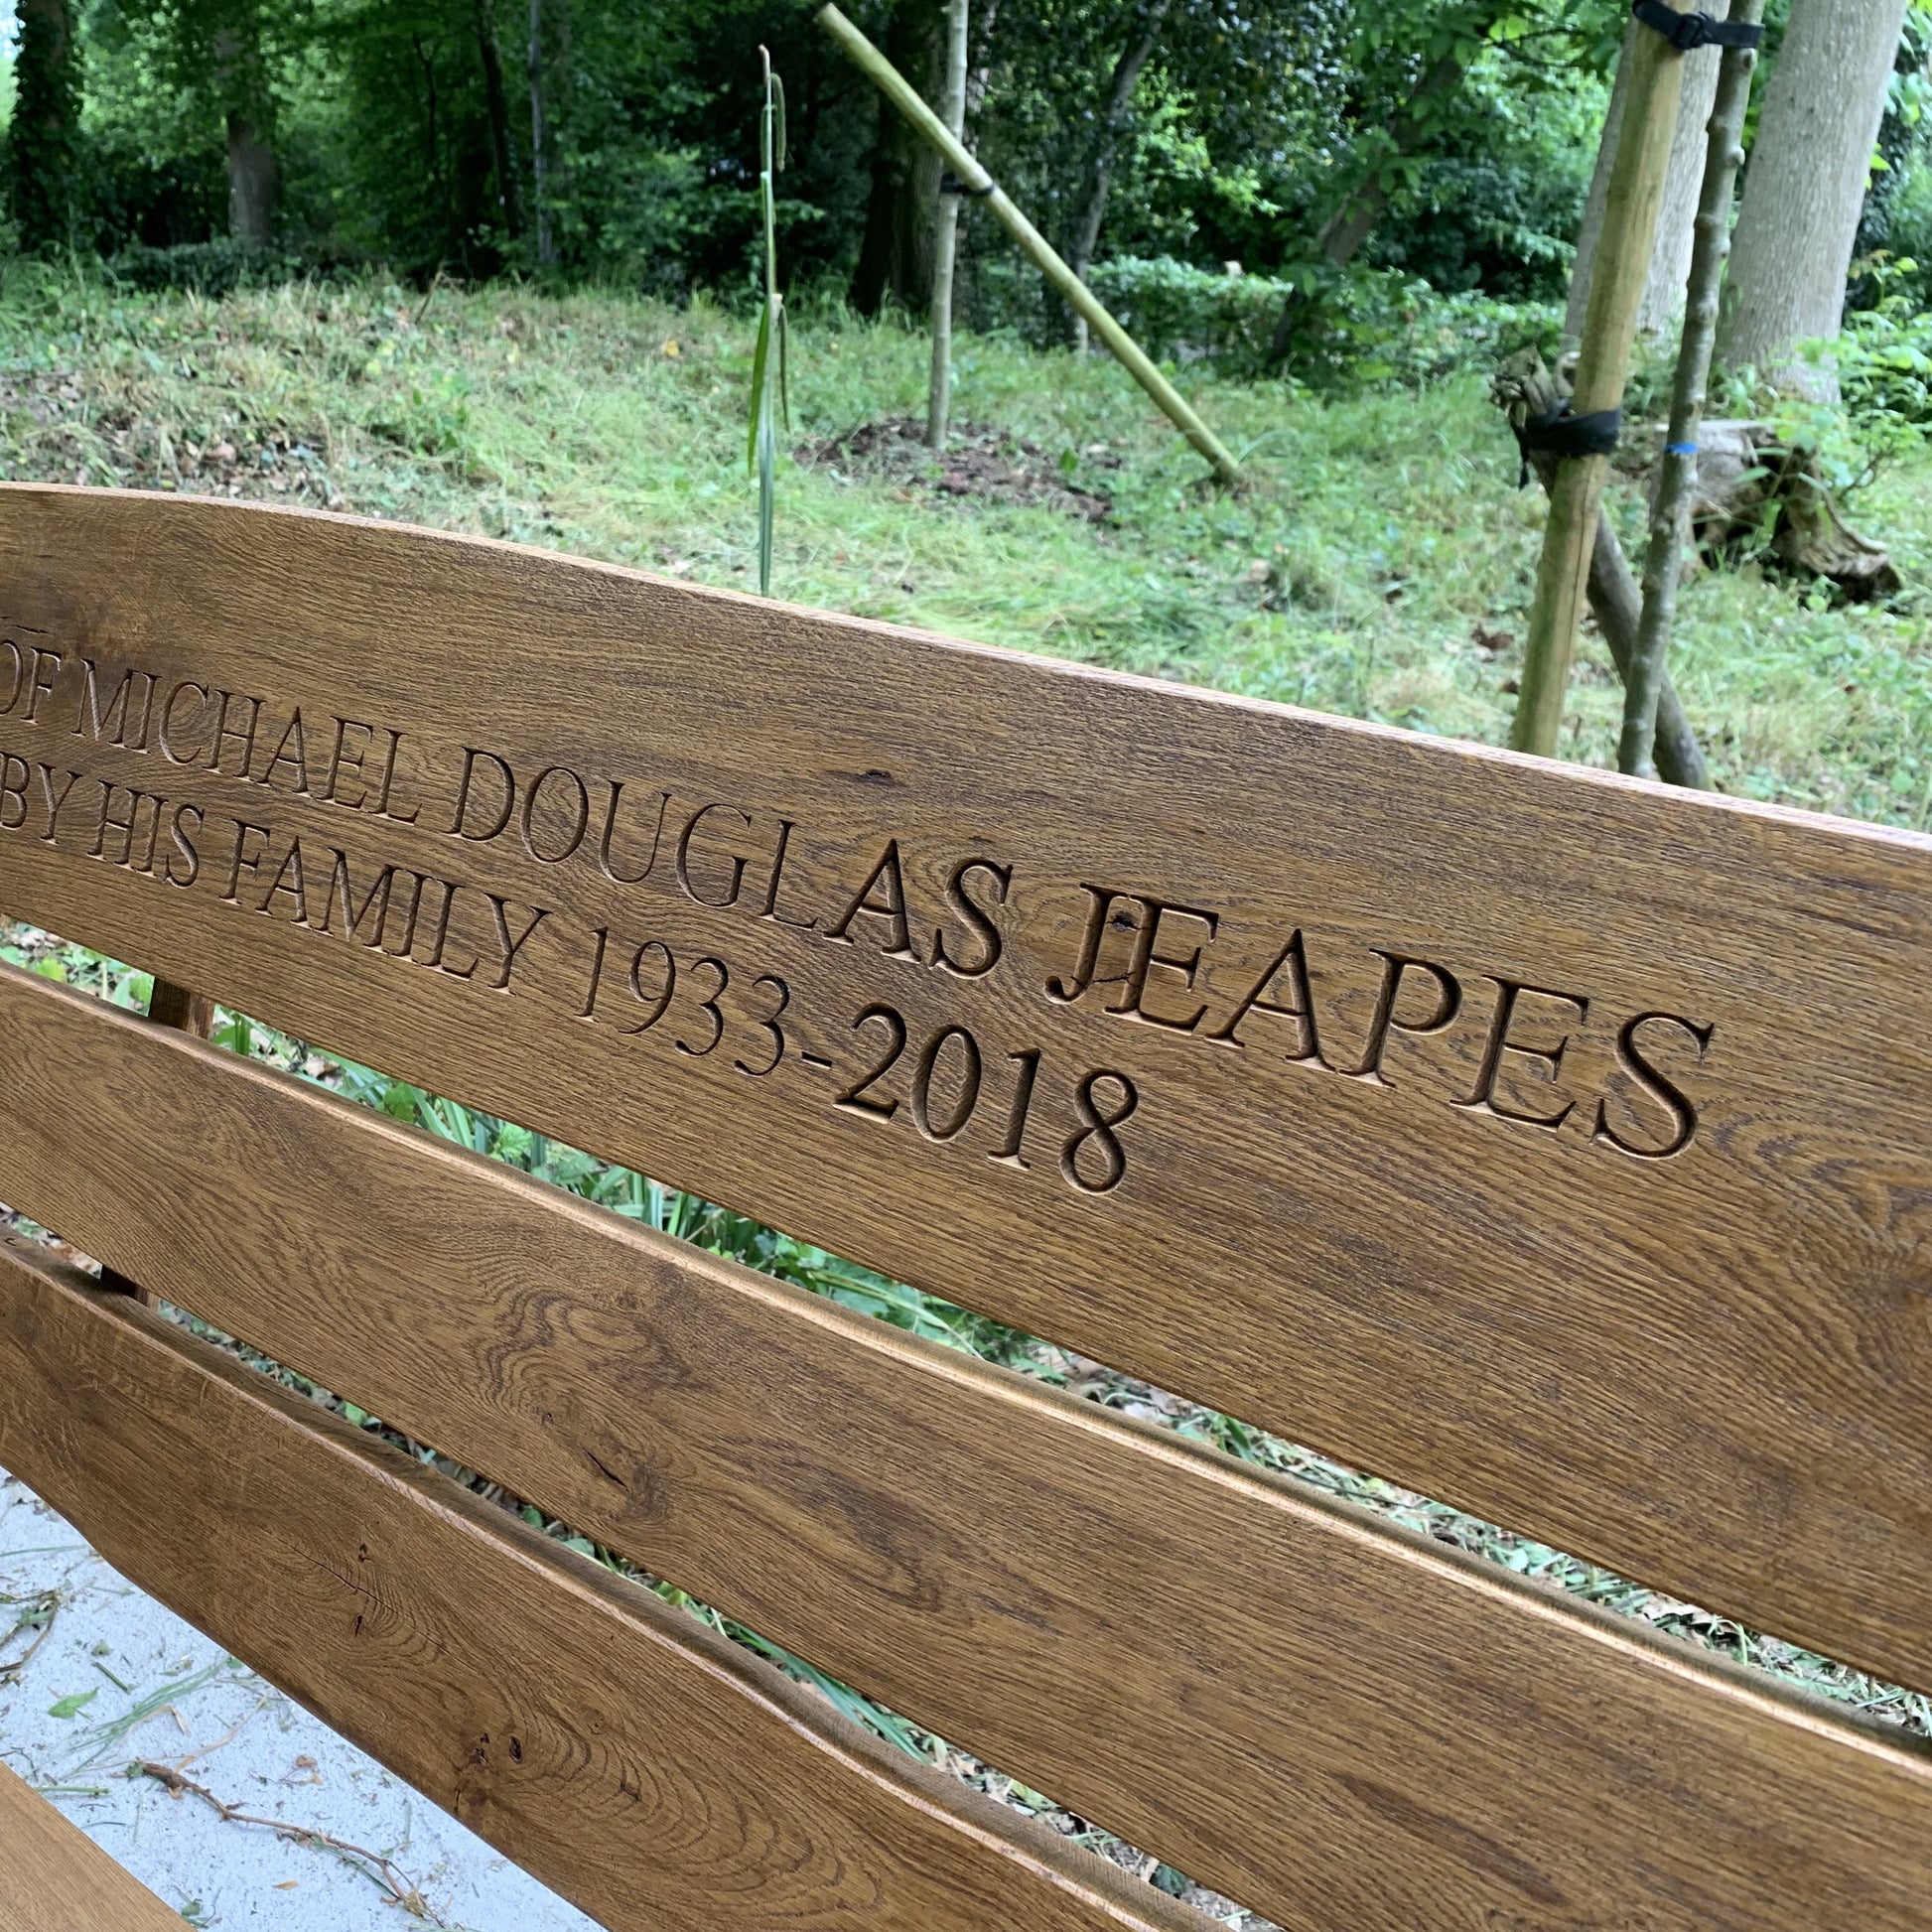 OF MICHAEL DOUGLAS JEAPES
BY HIS FAMILY 1933-2018